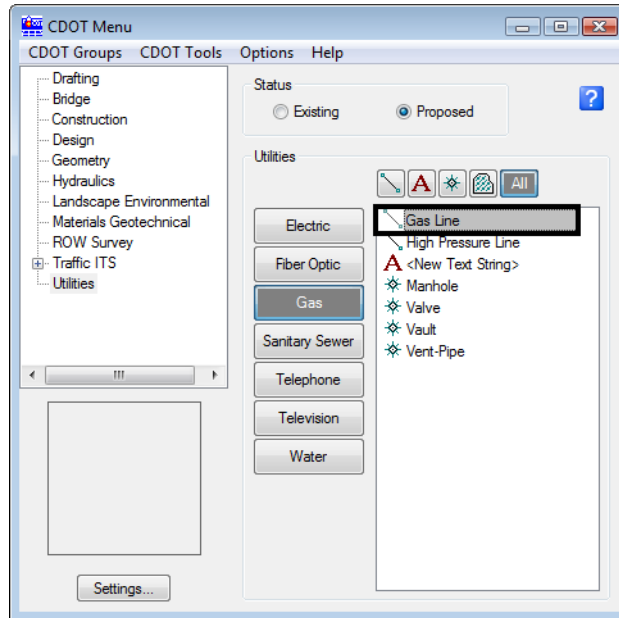 CDOT Menu
CDOT Groups CDOT Tools Options Help
Drafting
Bridge
Construction
Design
Geometry
Hydraulics
Landscape Environmental
Materials Geotechnical
ROW Survey
Traffic ITS
Utilities
Settings...
Status
Existing Proposed
?
Utilities
A All
Electric
Fiber Optic
Gas
Sanitary Sewer
Telephone
Television
Water
Gas Line
High Pressure Line
A <New Text String>
Manhole
Valve
Vault
Vent-Pipe